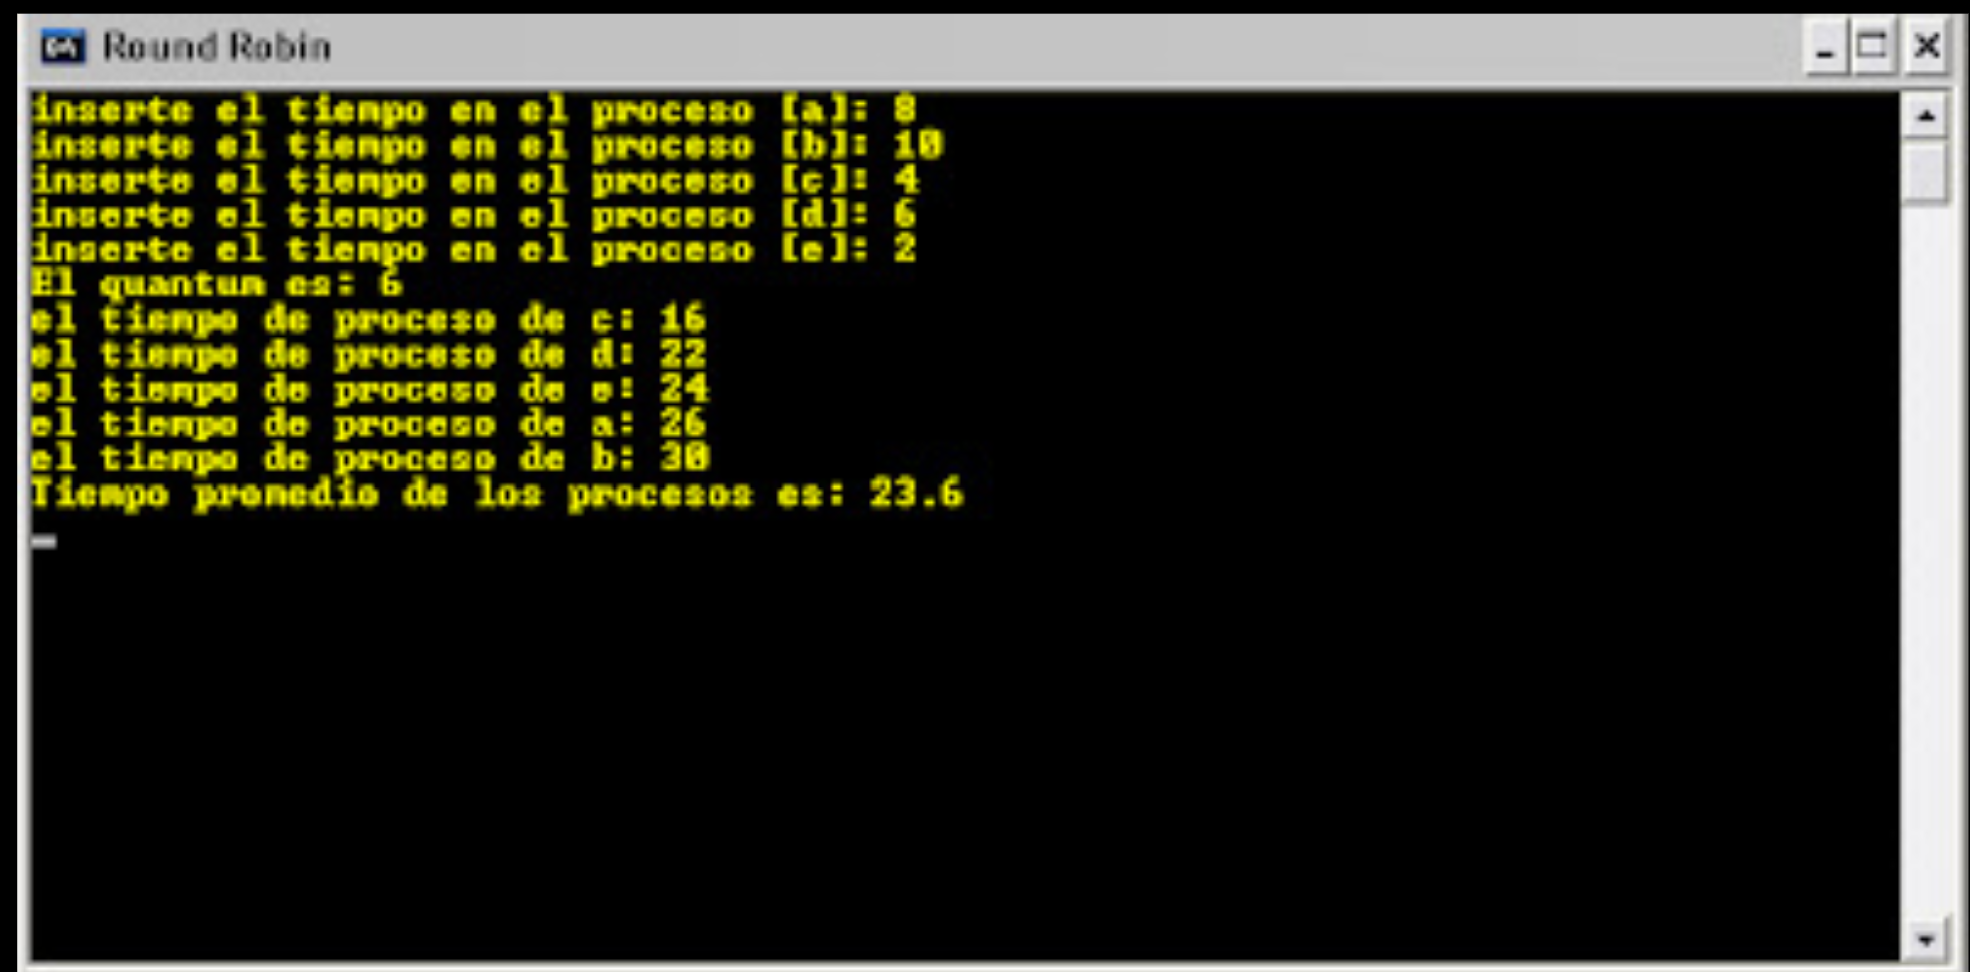 Round Robin
inserte el tiempo en el proceso [a]: 8
inserte el tiempo en el proceso [b]: 10
inserte el tiempo en el proceso [c]: 4
inserte el tiempo en el proceso [d]: 6
inserte el tiempo en el proceso [e]: 2
El quantum es: 6
el tiempo de proceso de c: 16
el tiempo de proceso de d: 22
el tiempo de proceso de e: 24
el tiempo de proceso de a: 26
el tiempo de proceso de b: 30
Tiempo promedio de los procesos es: 23.6